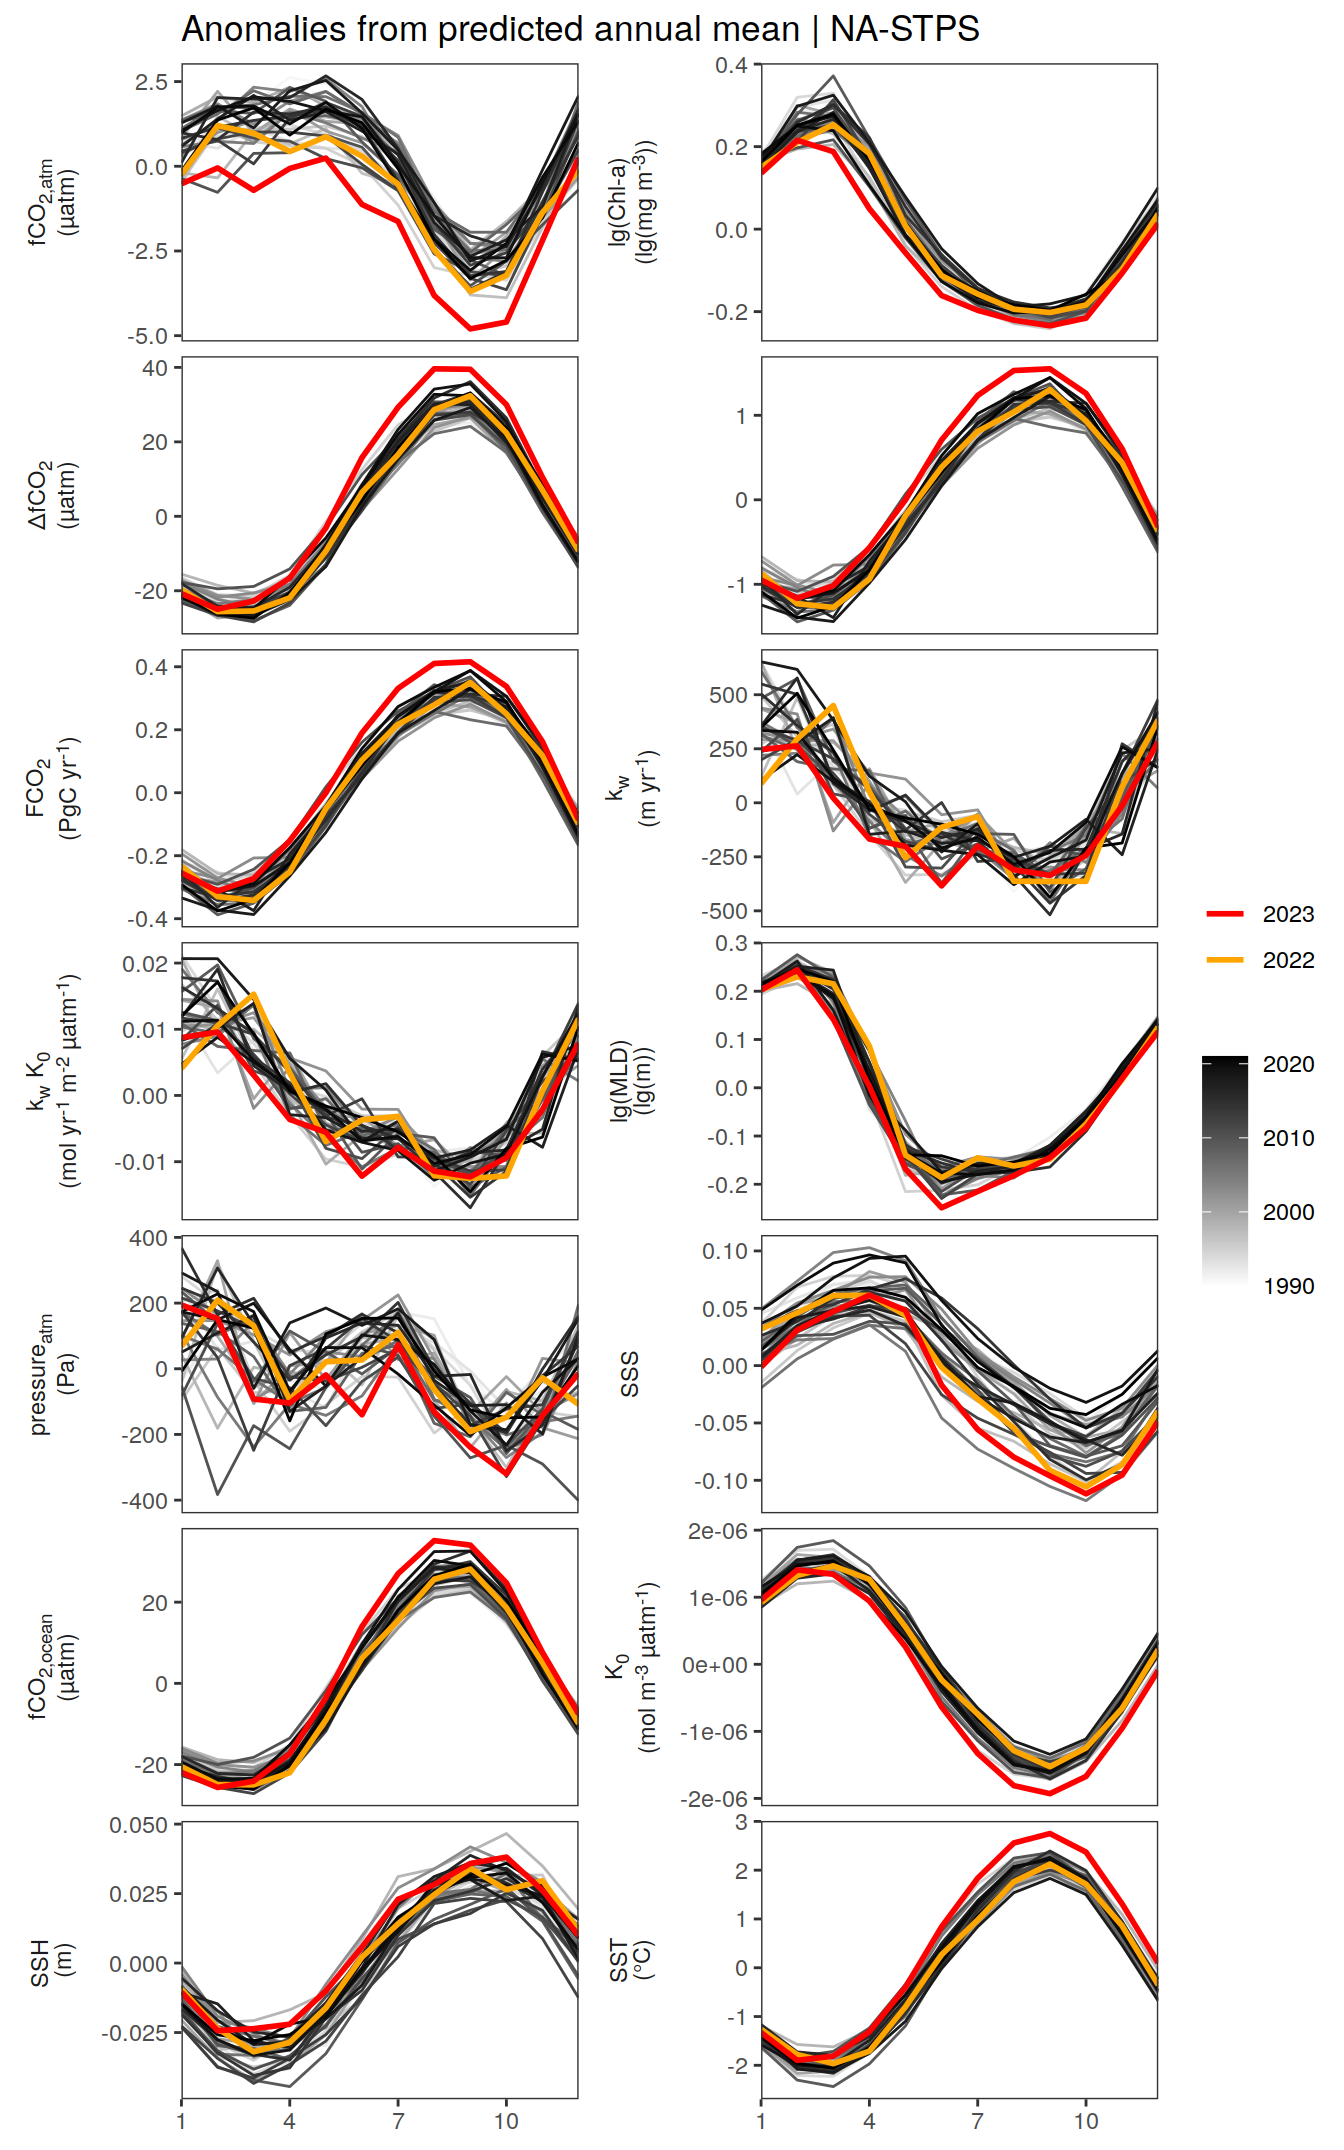 Anomalies from predicted annual mean | NA-STPS
fCO2,atm
(µatm)
2.5
0.0
-2.5
-5.0
lg(Chl-a)
(lg(mg m-3))
0.4
0.2
0.0
-0.2
ΔfCO2
(µatm)
40
20
0
-20
1
0
-1
FCO2
(PgC yr-1)
0.4
0.2
0.0
-0.2
-0.4
kw
(m yr-1)
500
250
0
-250
-500
kw K0
(mol yr-1 m-2 µatm-1)
0.02
0.01
0.00
-0.01
lg(MLD)
(lg(m))
0.3
0.2
0.1
0.0
-0.1
-0.2
pressureatm
(Pa)
400
200
0
-200
-400
SSS
0.10
0.05
0.00
-0.05
-0.10
fCO2,ocean
(µatm)
20
0
-20
K0
(mol m-3 µatm-1)
2e-06
1e-06
0e+00
-1e-06
-2e-06
SSH
(m)
0.050
0.025
0.000
-0.025
1 4 7 10
SST
(°C)
3
2
1
0
-1
-2
1 4 7 10
2023
2022
2020
2010
2000
1990